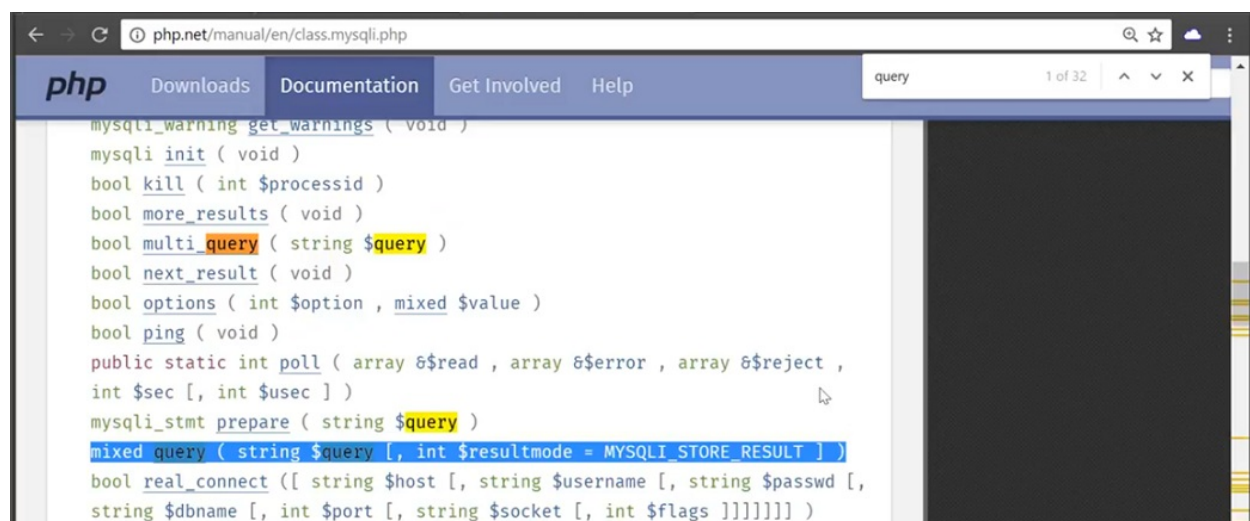 php.net/manual/en/class.mysqli.php
php Downloads Documentation Get Involved Help
query 1 of 32
mysqli_warning get_warnings ( void )
mysqli init ( void )
bool kill ( int $processid )
bool more_results ( void )
bool multi_query ( string $query )
bool next_result ( void )
bool options ( int $option , mixed $value )
bool ping ( void )
public static int poll ( array &$read , array &$error , array &$reject ,
int $sec [, int $usec ] )
mysqli_stmt prepare ( string $query )
mixed query ( string $query [, int $resultmode = MYSQLI_STORE_RESULT ] )
bool real_connect ([ string $host [, string $username [, string $passwd [,
string $dbname [, int $port [, string $socket [, int $flags ]]]]]]] )